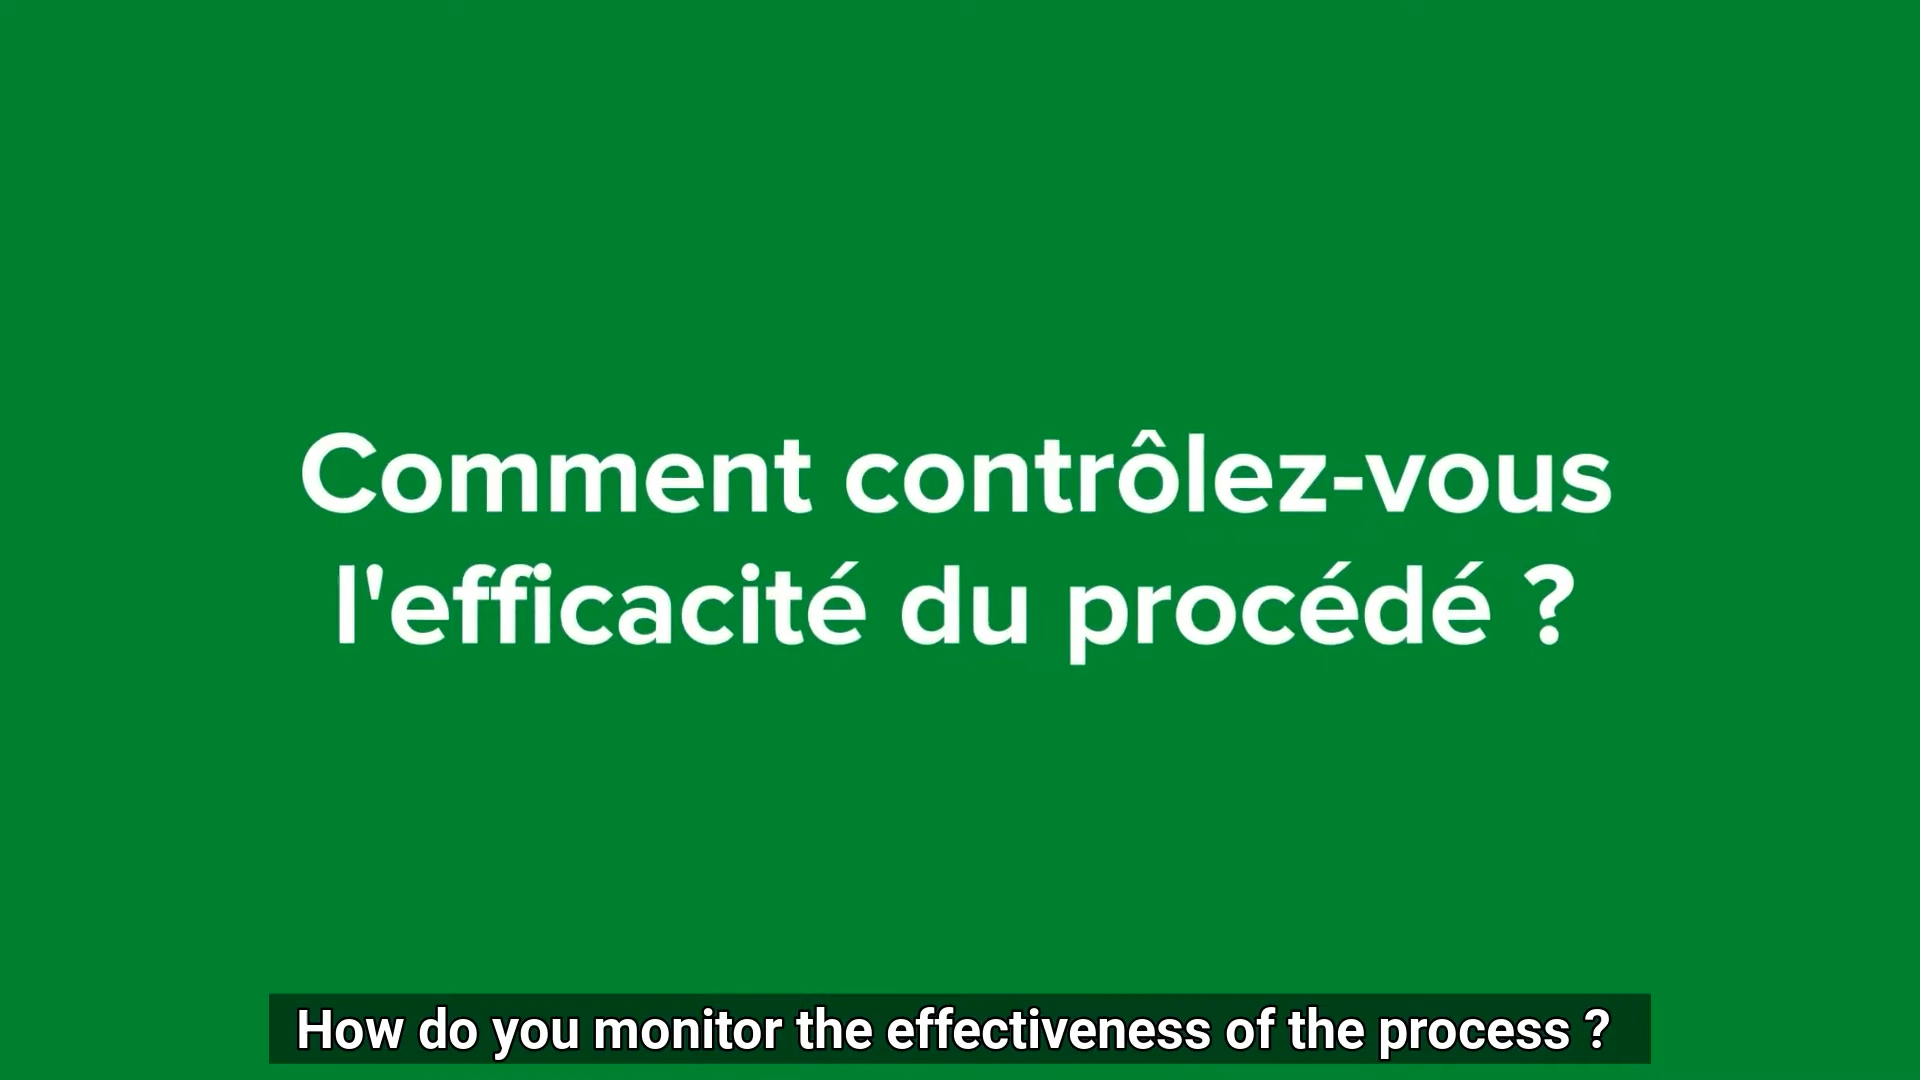 Comment contrôlez-vous
l'efficacité du procédé ?
How do you monitor the effectiveness of the process ?